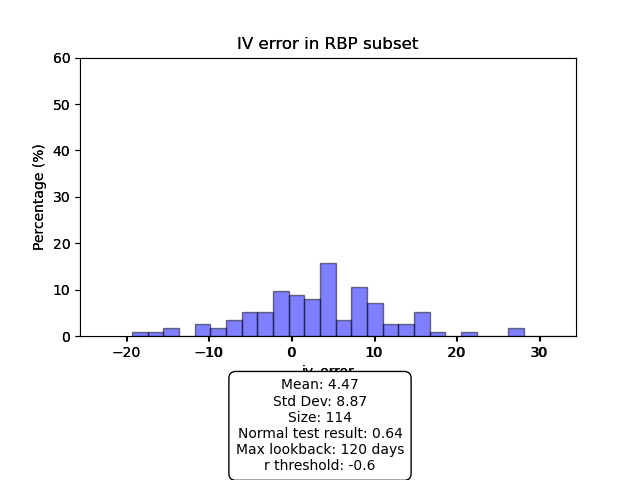 IV error in RBP subset
60
50
40
30
20
10
0
Percentage (%)
−20
−10
0
10
20
30
iv_error
Mean: 4.47
Std Dev: 8.87
Size: 114
Normal test result: 0.64
Max lookback: 120 days
r threshold: -0.6